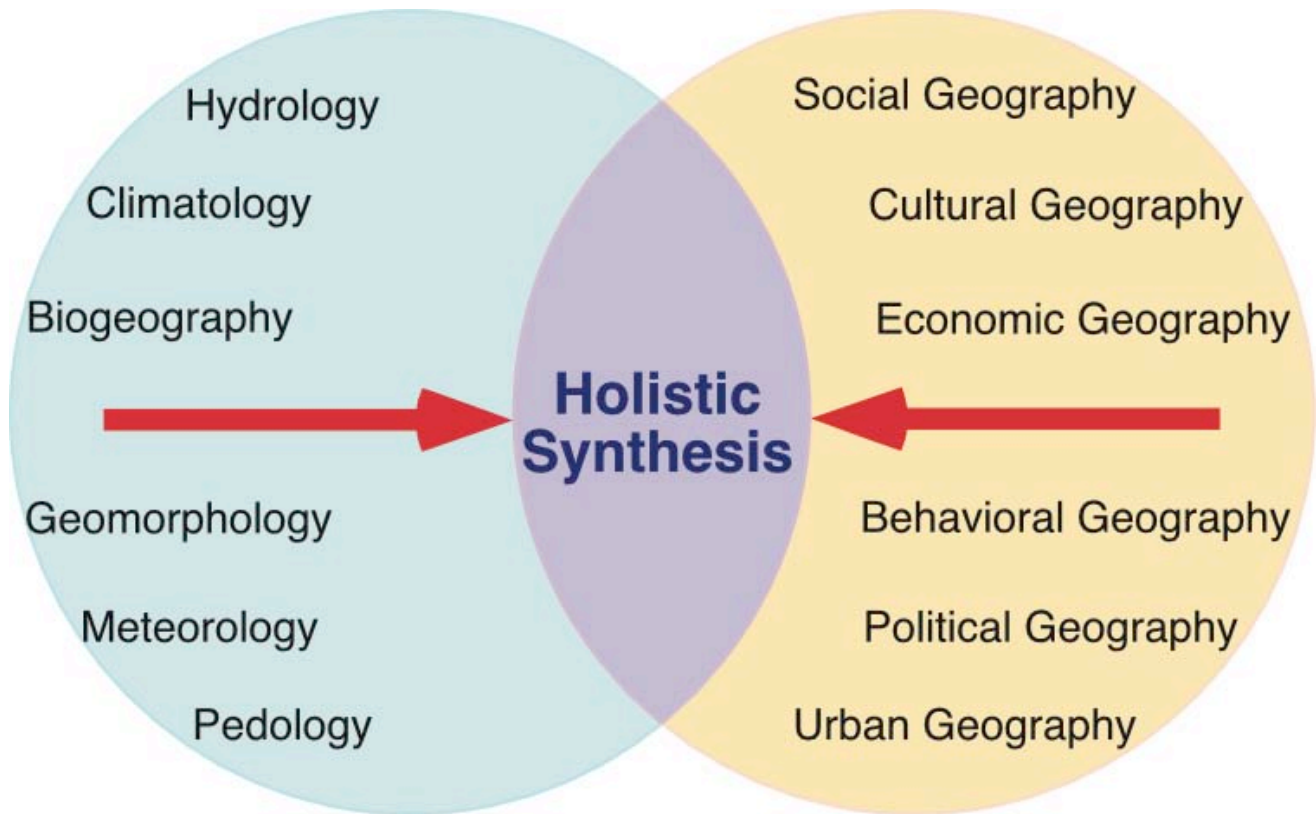 Hydrology
Climatology
Biogeography
Geomorphology
Meteorology
Pedology
Holistic
Synthesis
Social Geography
Cultural Geography
Economic Geography
Behavioral Geography
Political Geography
Urban Geography